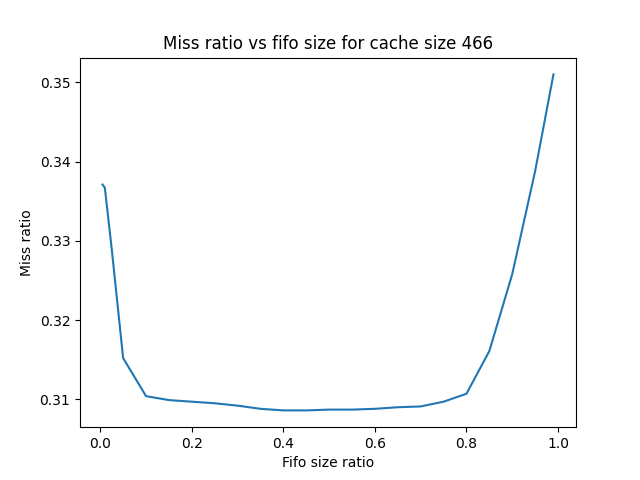 Miss ratio vs fifo size for cache size 466
0.35
0.34
0.33
0.32
0.31
Miss ratio
0.0 0.2 0.4 0.6 0.8 1.0
Fifo size ratio